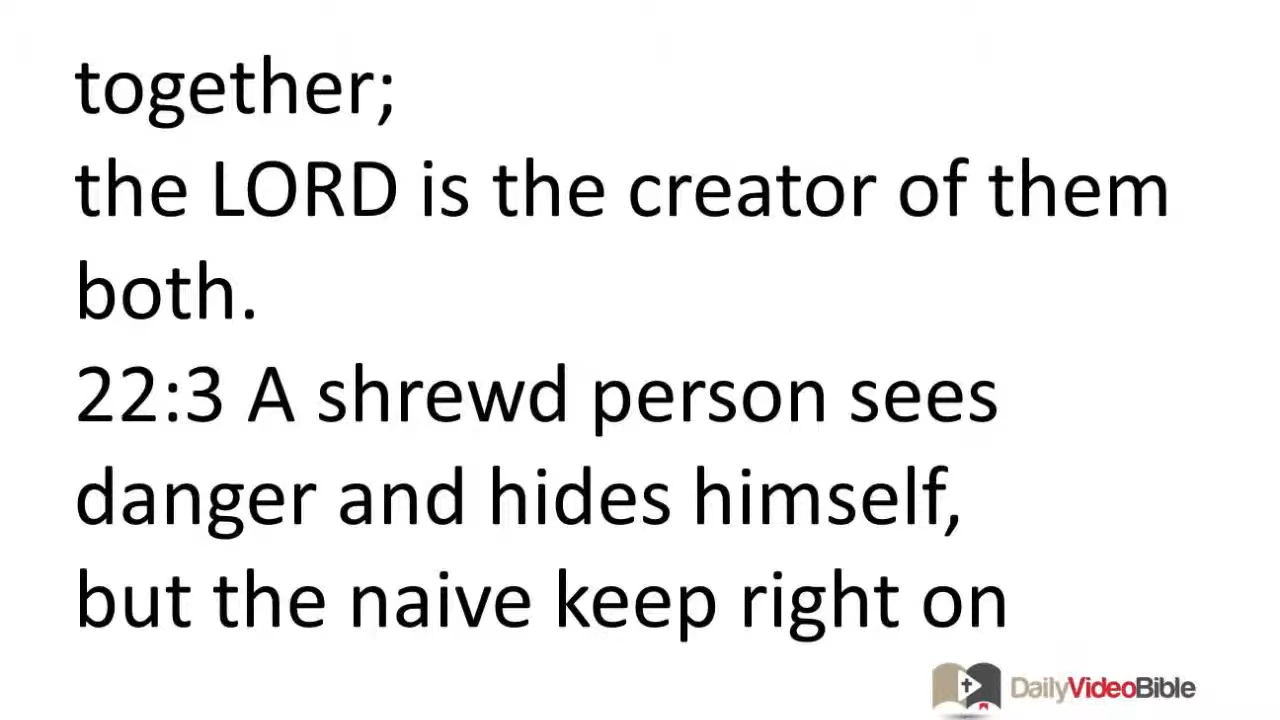 together;
the LORD is the creator of them
both.
22:3 A shrewd person sees
danger and hides himself,
but the naive keep right on
DailyVideoBible